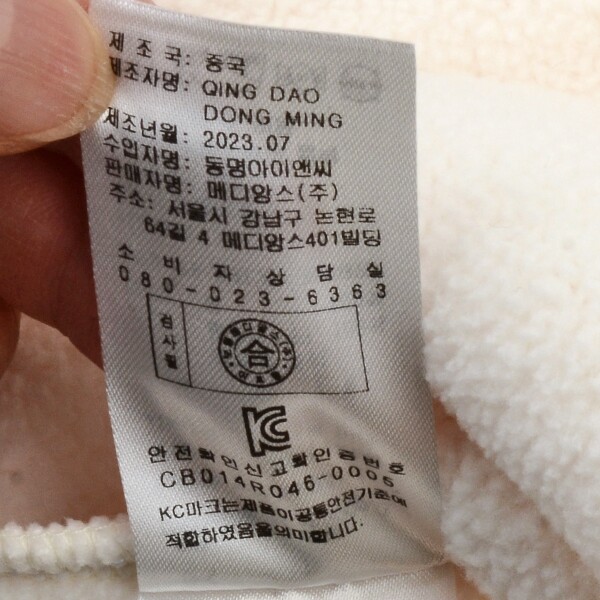 제 조 국: 중국
제조자명: QING DAO
DONG MING
제조년월: 2023.07
수입자명: 동명아이앤씨
판매자명: 메디앙스(주)
주소: 서울시 강남구 논현로
64길 4 메디앙스401빌딩
소 비 자 상 담 실
080-023-6363
검사필
合
KC
안전확인신고확인증번호
CB014R046-0005
KC마크는제품이공통안전기준에
적합하였음을의미합니다.